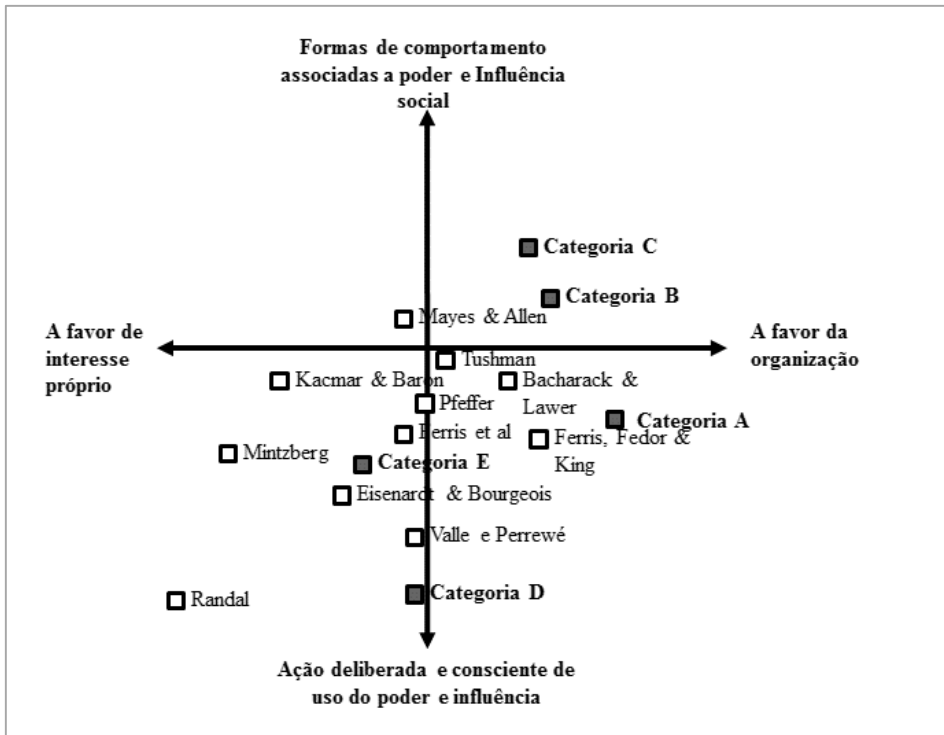 Formas de comportamento
associadas a poder e Influência
social
Categoria C
Categoria B
A favor de
interesse
próprio
Mayes & Allen
A favor da
organização
Tushman
Kacmar & Baron
Bacharack &
Lawer
Pfeffer
Categoria A
Ferris et al
Ferris, Fedor &
King
Mintzberg
Categoria E
Eisenardt & Bourgeois
Valle e Perrewé
Categoria D
Randal
Ação deliberada e consciente de
uso do poder e influência